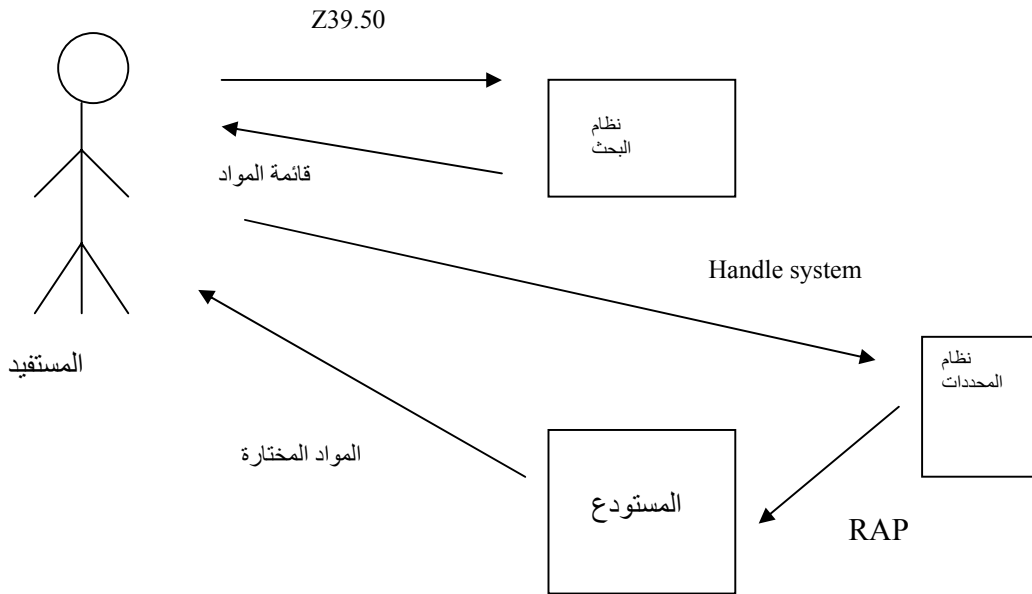 Z39.50
نظام
البحث
قائمة المواد
Handle system
نظام
المحددات
المستفيد
المواد المختارة
المستودع
RAP